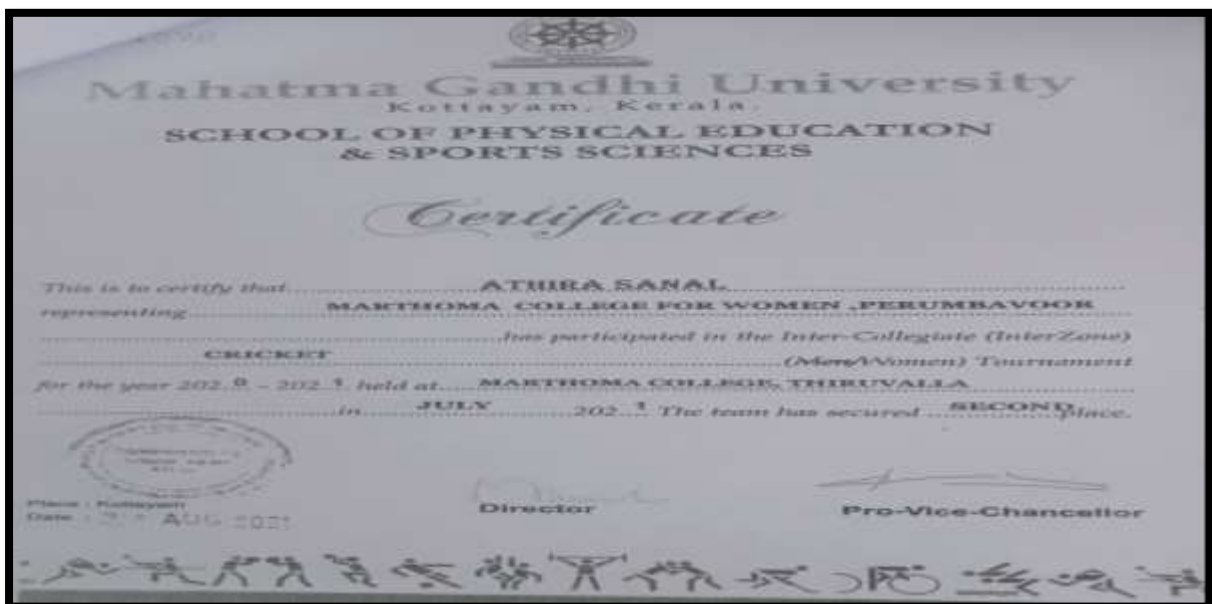 Mahatma Gandhi University
Kottayam, Kerala.
SCHOOL OF PHYSICAL EDUCATION
& SPORTS SCIENCES
Certificate
This is to certify that ATHIRA SANAL
representing MARTHOMA COLLEGE FOR WOMEN ,PERUMBAVOOR
has participated in the Inter-Collegiate (InterZone)
CRICKET (Men/Women) Tournament
for the year 202 0 - 202 1 held at MARTHOMA COLLEGE, THIRUVALLA
in JULY 202 1 The team has secured SECOND place.
Place : Kottayam
Date : AUG 2021
Director
Pro-Vice-Chancellor